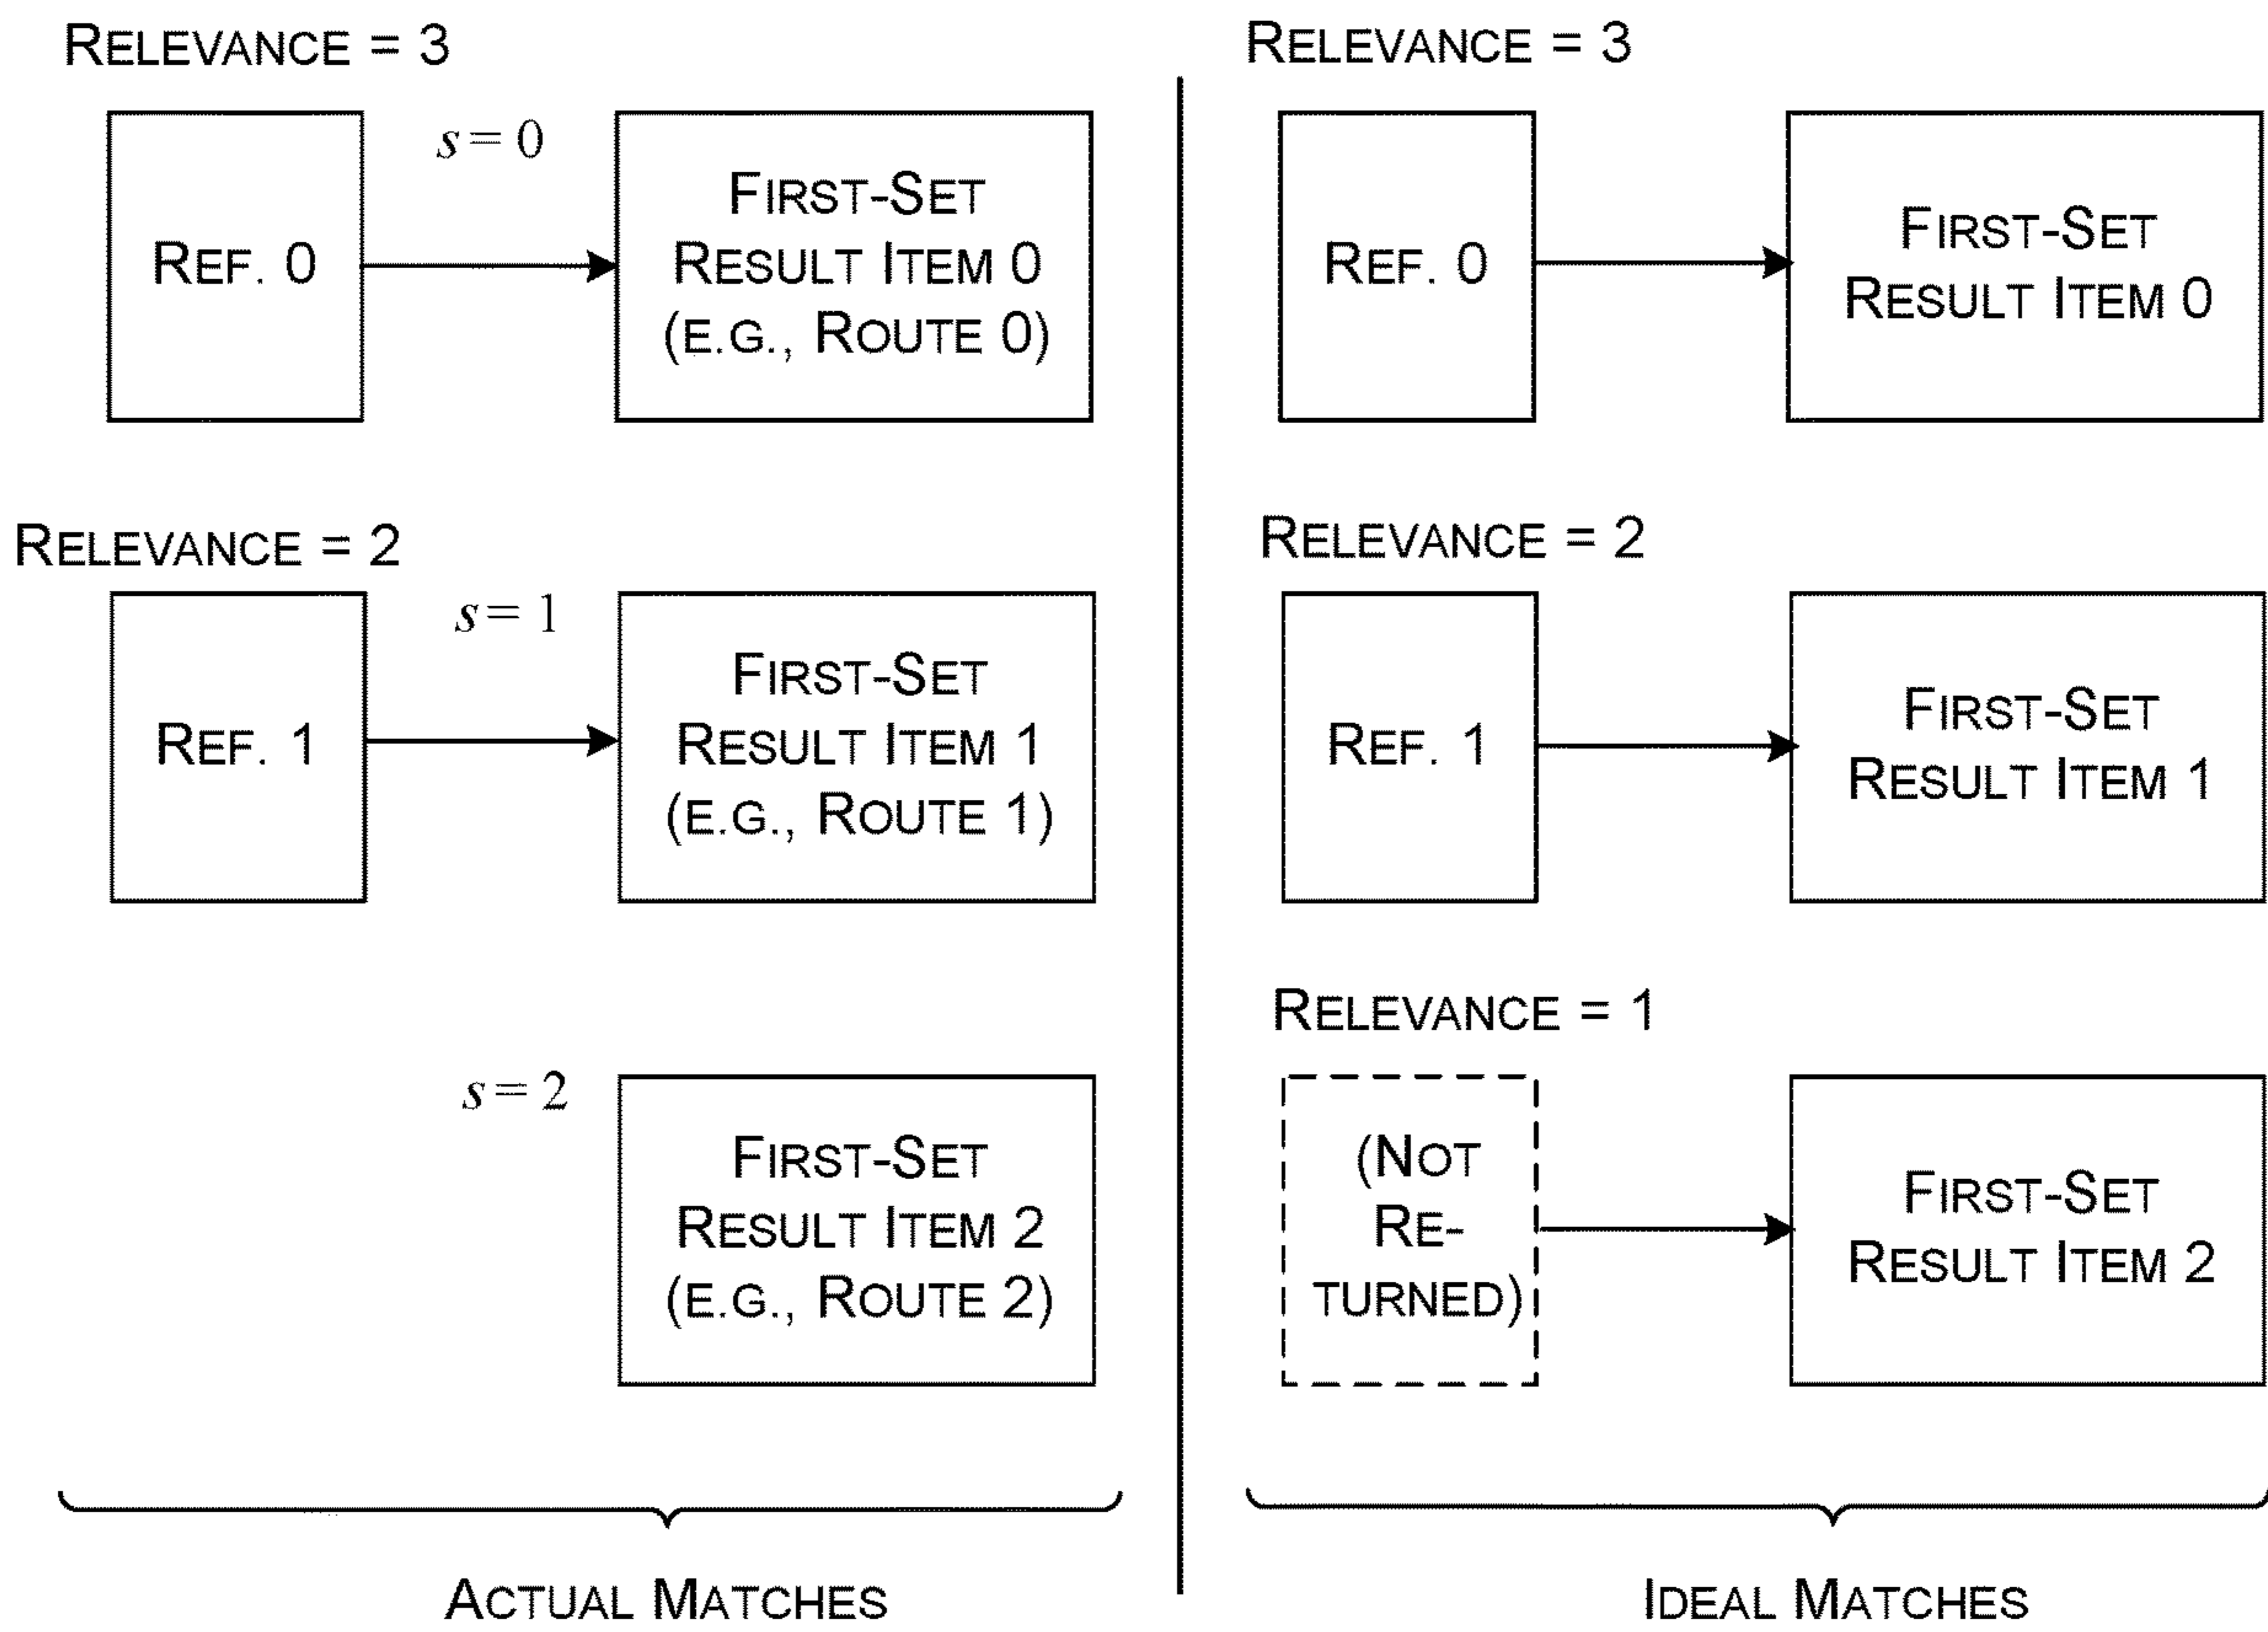 RELEVANCE = 3
REF. 0
s = 0
FIRST-SET
RESULT ITEM 0
(E.G., ROUTE 0)
RELEVANCE = 2
REF. 1
s = 1
FIRST-SET
RESULT ITEM 1
(E.G., ROUTE 1)
s = 2
FIRST-SET
RESULT ITEM 2
(E.G., ROUTE 2)
ACTUAL MATCHES
RELEVANCE = 3
REF. 0
FIRST-SET
RESULT ITEM 0
RELEVANCE = 2
REF. 1
FIRST-SET
RESULT ITEM 1
RELEVANCE = 1
(NOT
RE-
TURNED)
FIRST-SET
RESULT ITEM 2
IDEAL MATCHES